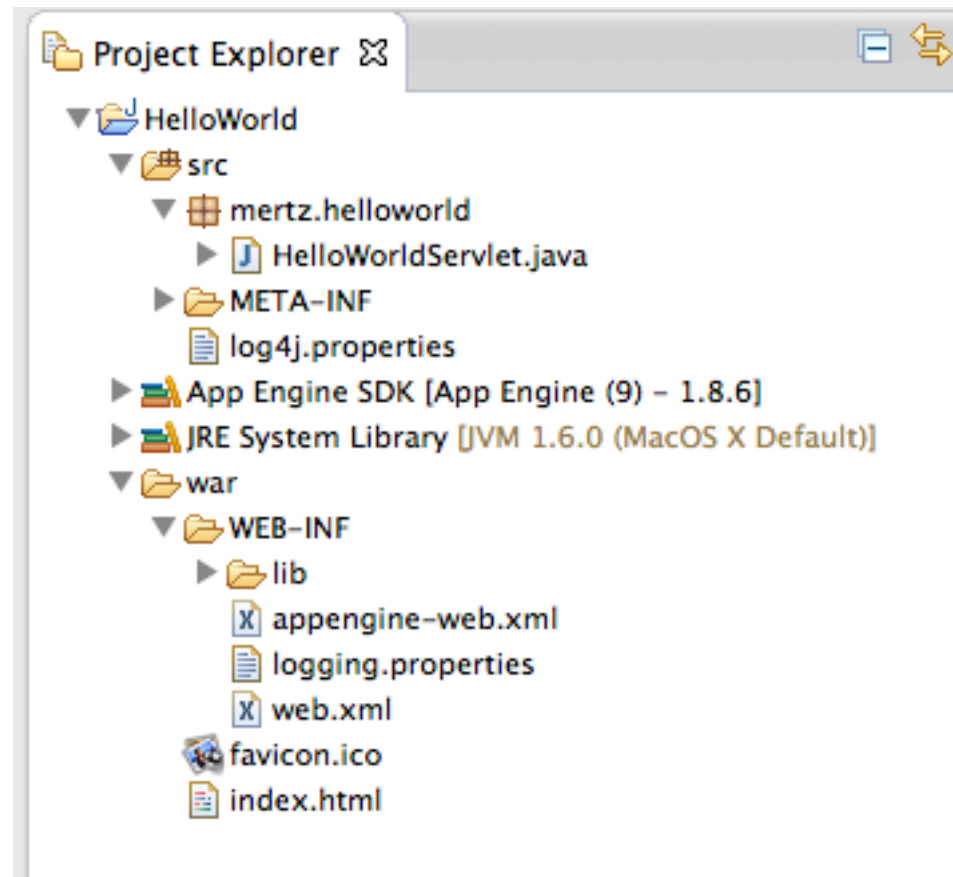 Project Explorer
HelloWorld
src
mertz.helloworld
HelloWorldServlet.java
META-INF
log4j.properties
App Engine SDK [App Engine (9) - 1.8.6]
JRE System Library [JVM 1.6.0 (MacOS X Default)]
war
WEB-INF
lib
appengine-web.xml
logging.properties
web.xml
favicon.ico
index.html